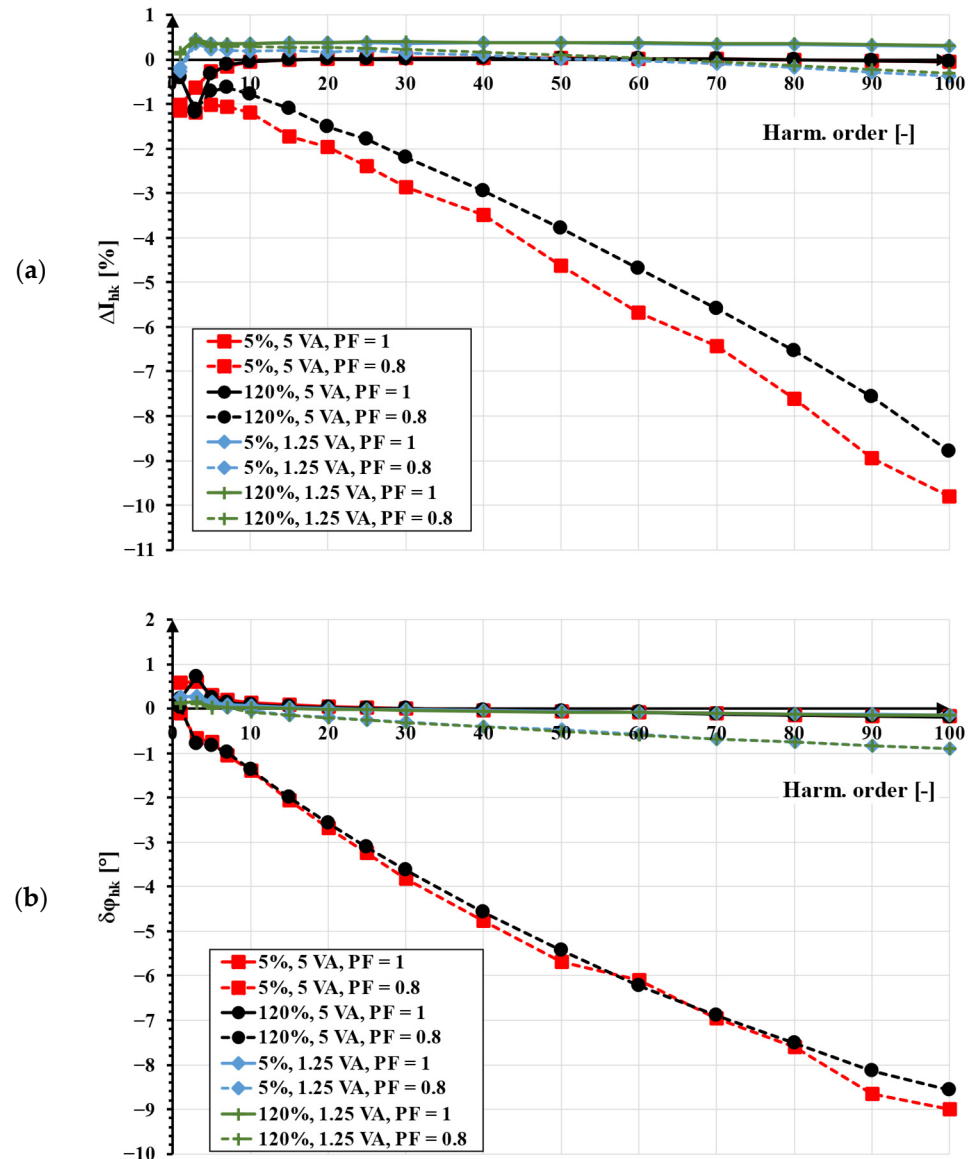 1
0
0 10 20 30 40 50 60 70 80 90 100
−1
Harm. order [-]
−2
−3
−4
(a)
ΔI_hk [%]
−5
−6
5%, 5 VA, PF = 1
5%, 5 VA, PF = 0.8
120%, 5 VA, PF = 1
120%, 5 VA, PF = 0.8
5%, 1.25 VA, PF = 1
5%, 1.25 VA, PF = 0.8
120%, 1.25 VA, PF = 1
120%, 1.25 VA, PF = 0.8
−7
−8
−9
−10
−11
2
1
0
0 10 20 30 40 50 60 70 80 90 100
−1
Harm. order [-]
−2
−3
−4
(b)
δφ_hk [°]
−5
−6
5%, 5 VA, PF = 1
5%, 5 VA, PF = 0.8
120%, 5 VA, PF = 1
120%, 5 VA, PF = 0.8
5%, 1.25 VA, PF = 1
5%, 1.25 VA, PF = 0.8
120%, 1.25 VA, PF = 1
120%, 1.25 VA, PF = 0.8
−7
−8
−9
−10